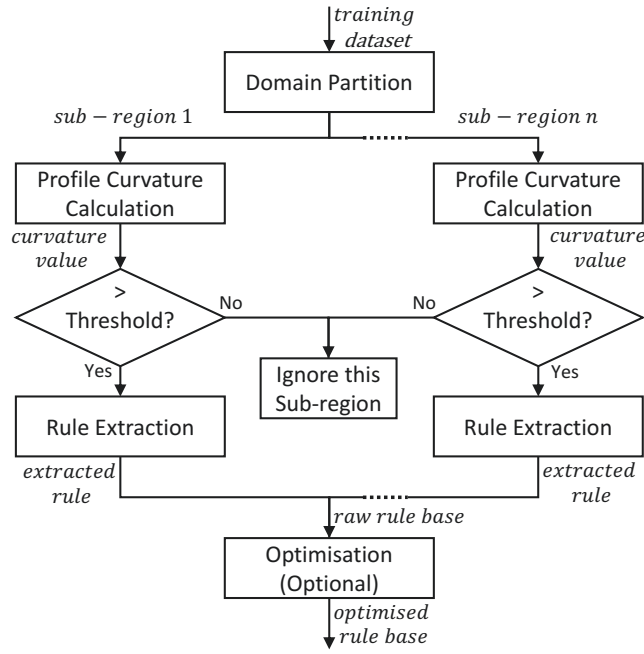 training
dataset
Domain Partition
sub − region 1
sub − region n
Profile Curvature
Calculation
Profile Curvature
Calculation
curvature
value
curvature
value
>
Threshold?
>
Threshold?
No
No
Yes
Yes
Ignore this
Sub-region
Rule Extraction
Rule Extraction
extracted
rule
extracted
rule
raw rule base
Optimisation
(Optional)
optimised
rule base